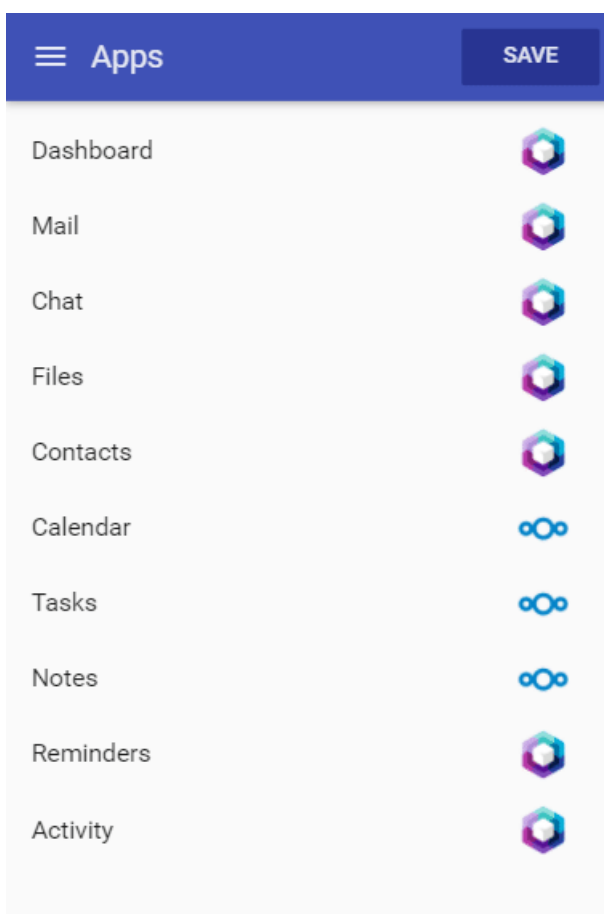 Apps
SAVE
Dashboard
Mail
Chat
Files
Contacts
Calendar
Tasks
Notes
Reminders
Activity